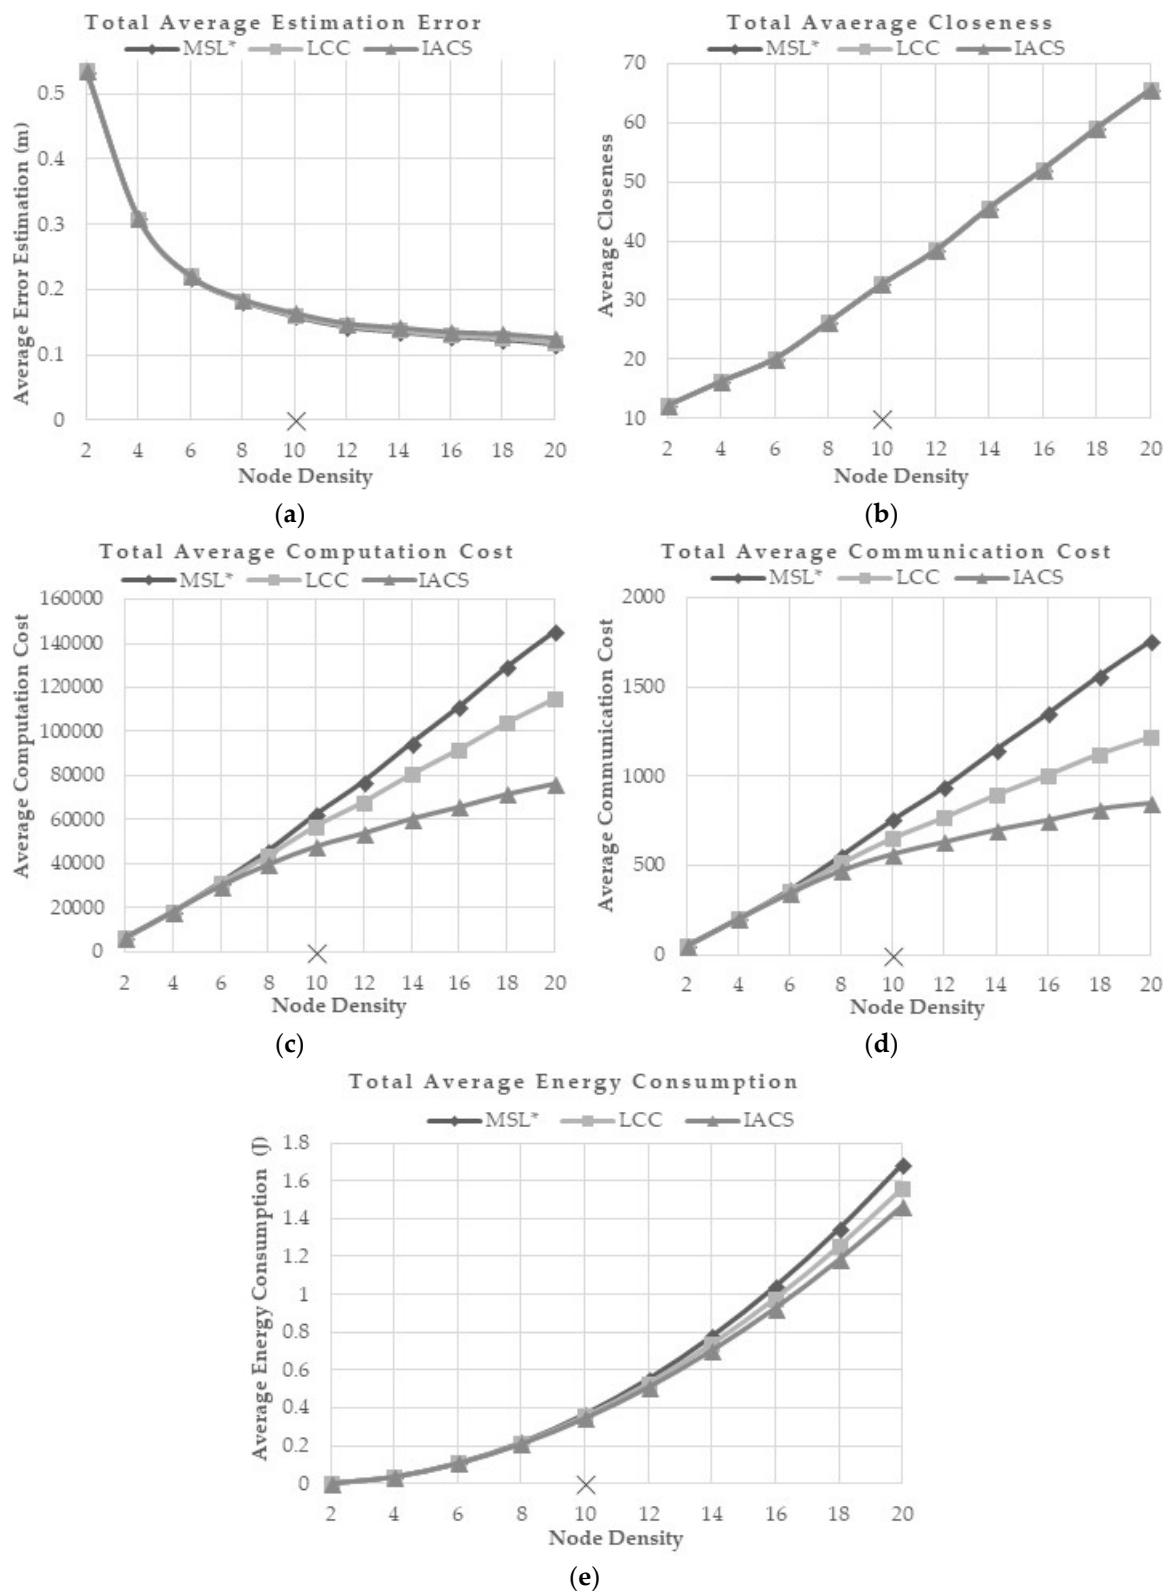 Total Average Estimation Error
MSL* LCC IACS
Average Error Estimation (m)
0.5
0.4
0.3
0.2
0.1
0
2 4 6 8 10 12 14 16 18 20
Node Density
(a)
Total Avaerage Closeness
MSL* LCC IACS
Average Closeness
70
60
50
40
30
20
10
2 4 6 8 10 12 14 16 18 20
Node Density
(b)
Total Average Computation Cost
MSL* LCC IACS
Average Computation Cost
160000
140000
120000
100000
80000
60000
40000
20000
0
2 4 6 8 10 12 14 16 18 20
Node Density
(c)
Total Average Communication Cost
MSL* LCC IACS
Average Communication Cost
2000
1500
1000
500
0
2 4 6 8 10 12 14 16 18 20
Node Density
(d)
Total Average Energy Consumption
MSL* LCC IACS
Average Energy Consumption (J)
1.8
1.6
1.4
1.2
1
0.8
0.6
0.4
0.2
0
2 4 6 8 10 12 14 16 18 20
Node Density
(e)